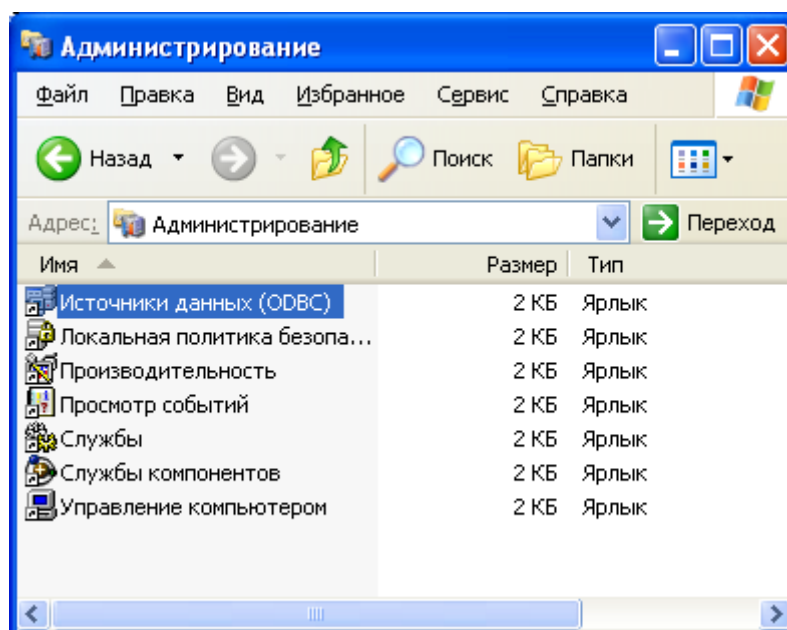 Администрирование
Файл Правка Вид Избранное Сервис Справка
Назад Поиск Папки
Адрес: Администрирование Переход
Имя Размер Тип
Источники данных (ODBC) 2 КБ Ярлык
Локальная политика безопа... 2 КБ Ярлык
Производительность 2 КБ Ярлык
Просмотр событий 2 КБ Ярлык
Службы 2 КБ Ярлык
Службы компонентов 2 КБ Ярлык
Управление компьютером 2 КБ Ярлык